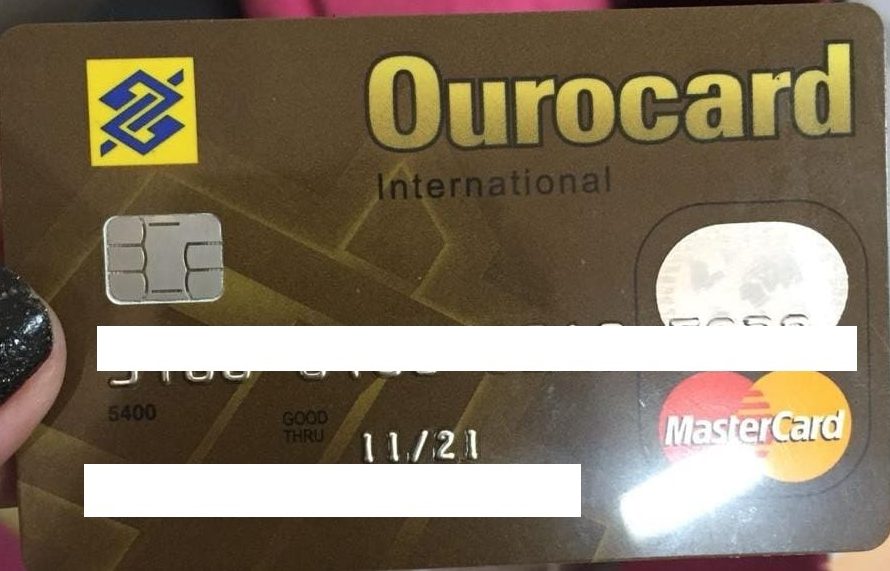 Ourocard
International
5400
GOOD
THRU
11/21
MasterCard